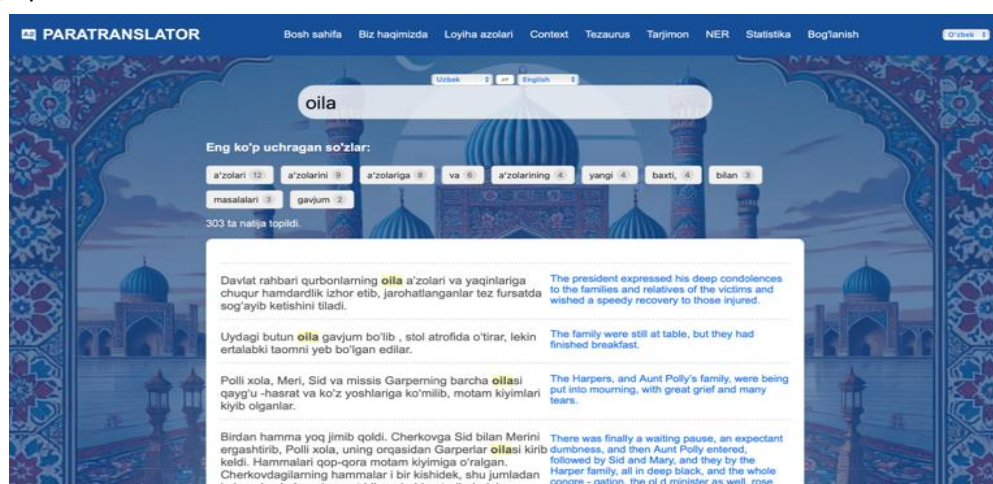 PARATRANSLATOR
Bosh sahifa Biz haqimizda Loyiha azolari Context Tezaurus Tarjimon NER Statistika Bog'lanish
O'zbek
Uzbek English
oila
Eng ko'p uchragan so'zlar:
a'zolari 12 a'zolarini 9 a'zolariga 8 va 6 a'zolarining 4 yangi 4 baxti, 4 bilan 3
masalalari 3 gavjum 2
303 ta natija topildi.
Davlat rahbari qurbonlarning oila a'zolari va yaqinlariga
chuqur hamdardlik izhor etib, jarohatlanganlar tez fursatda
sog'ayib ketishini tiladi.
The president expressed his deep condolences
to the families and relatives of the victims and
wished a speedy recovery to those injured.
Uydagi butun oila gavjum bo'lib , stol atrofida o'tirar, lekin
ertalabki taomni yeb bo'lgan edilar.
The family were still at table, but they had
finished breakfast.
Polli xola, Meri, Sid va missis Garperning barcha oilasi
qayg'u -hasrat va ko'z yoshlariga ko'milib, motam kiyimlari
kiyib olganlar.
The Harpers, and Aunt Polly's family, were being
put into mourning, with great grief and many
tears.
Birdan hamma yoq jimib qoldi. Cherkovga Sid bilan Merini
ergashtirib, Polli xola, uning orqasidan Garperlar oilasi kirib
keldi. Hammalari qop-qora motam kiyimiga o'ralgan.
Cherkovdagilarning hammalar i bir kishidek, shu jumladan
There was finally a waiting pause, an expectant
dumbness, and then Aunt Polly entered,
followed by Sid and Mary, and they by the
Harper family, all in deep black, and the whole
congre - gation, the ol d minister as well, rose